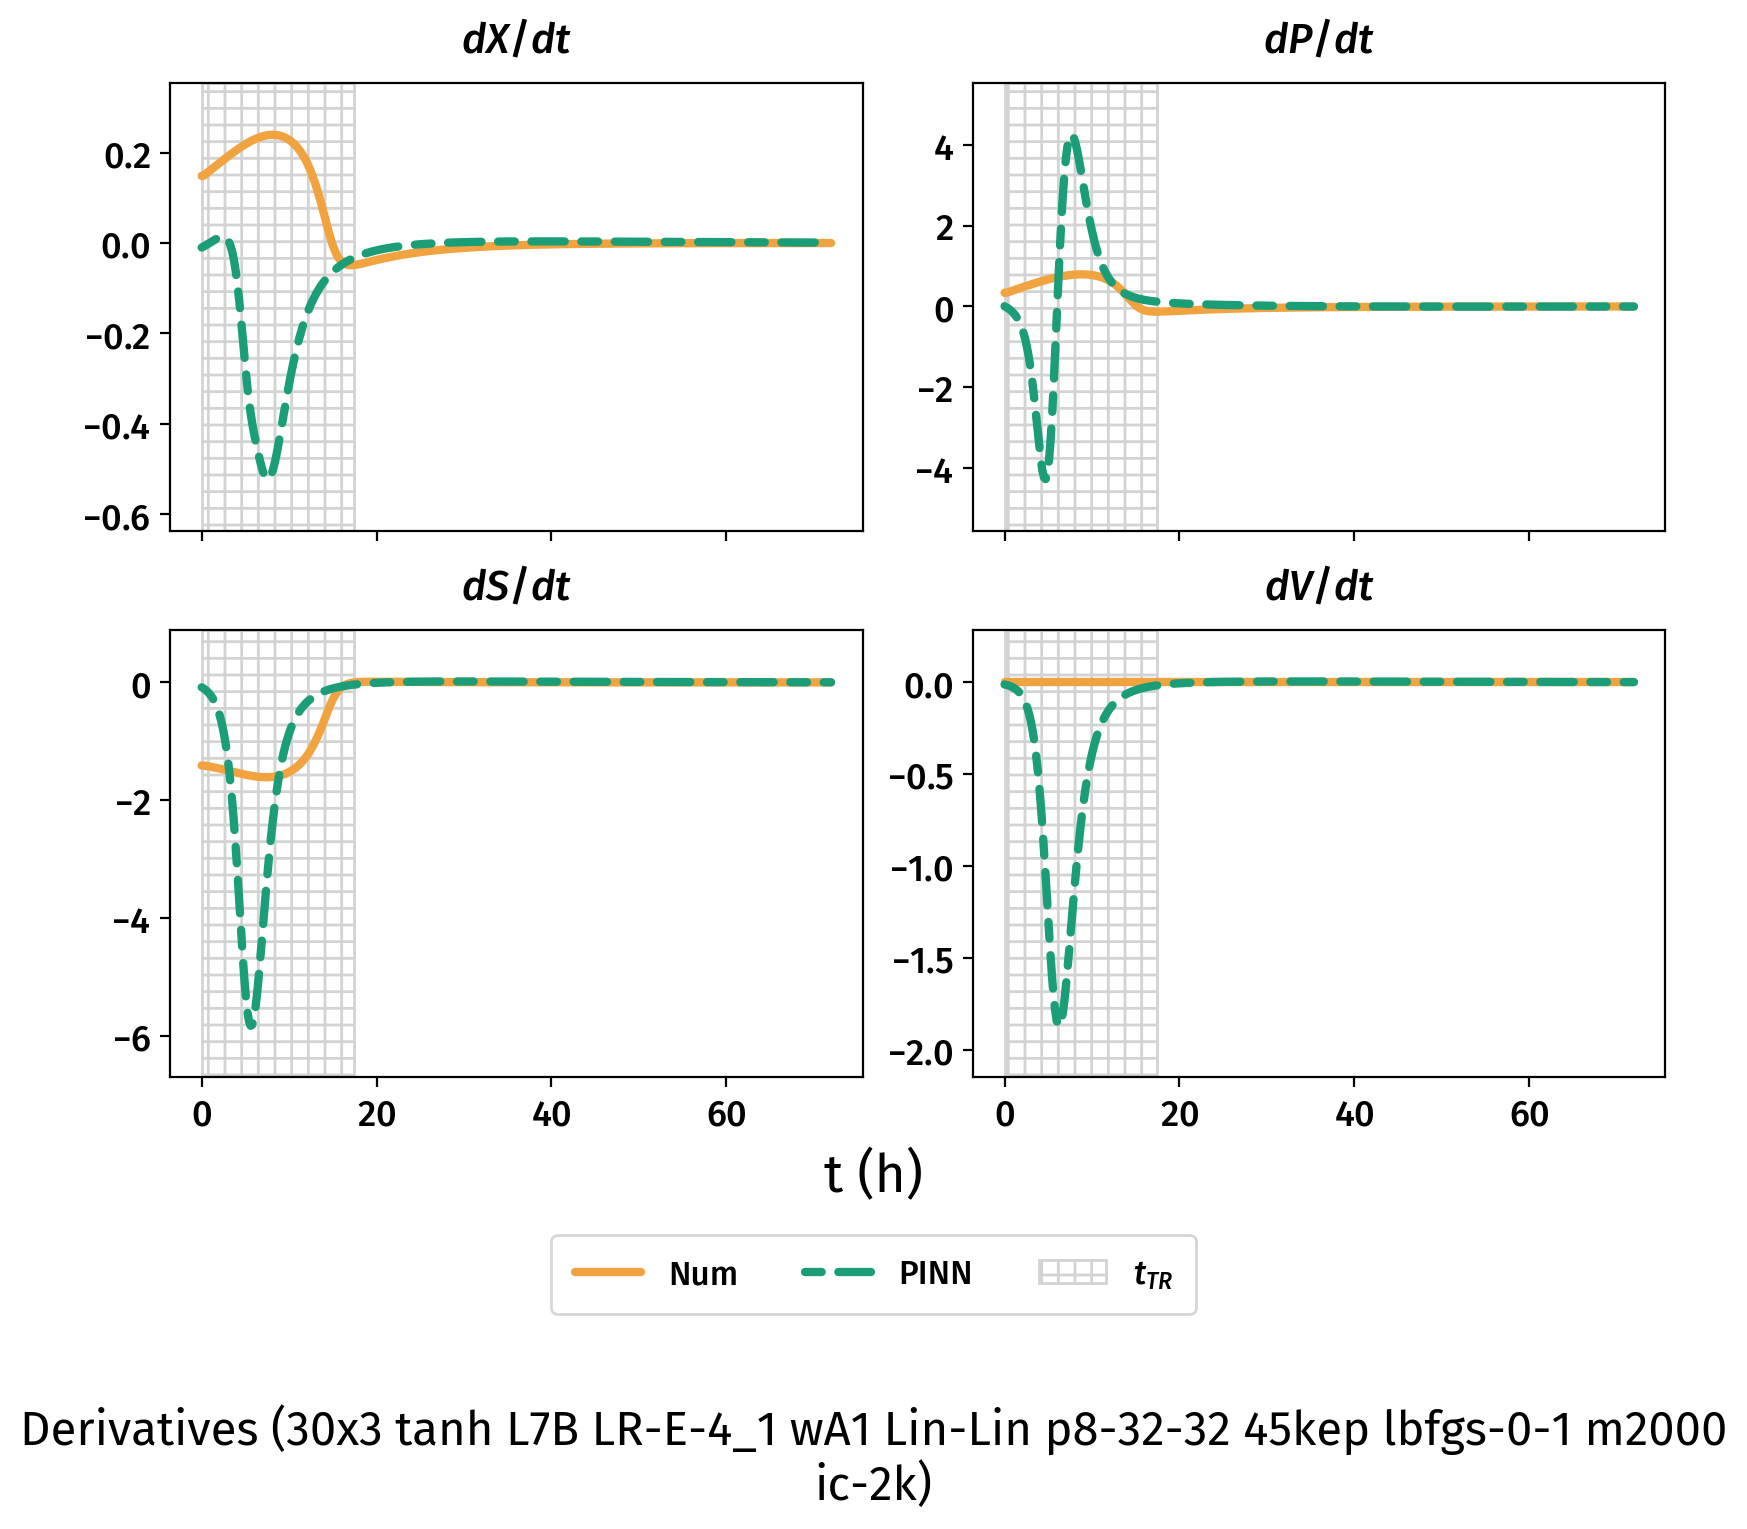 dX/dt
dP/dt
0.2
0.0
−0.2
−0.4
−0.6
4
2
0
−2
−4
dS/dt
dV/dt
0
−2
−4
−6
0 20 40 60
0.0
−0.5
−1.0
−1.5
−2.0
0 20 40 60
t (h)
Num PINN tTR
Derivatives (30x3 tanh L7B LR-E-4_1 wA1 Lin-Lin p8-32-32 45kep lbfgs-0-1 m2000
ic-2k)